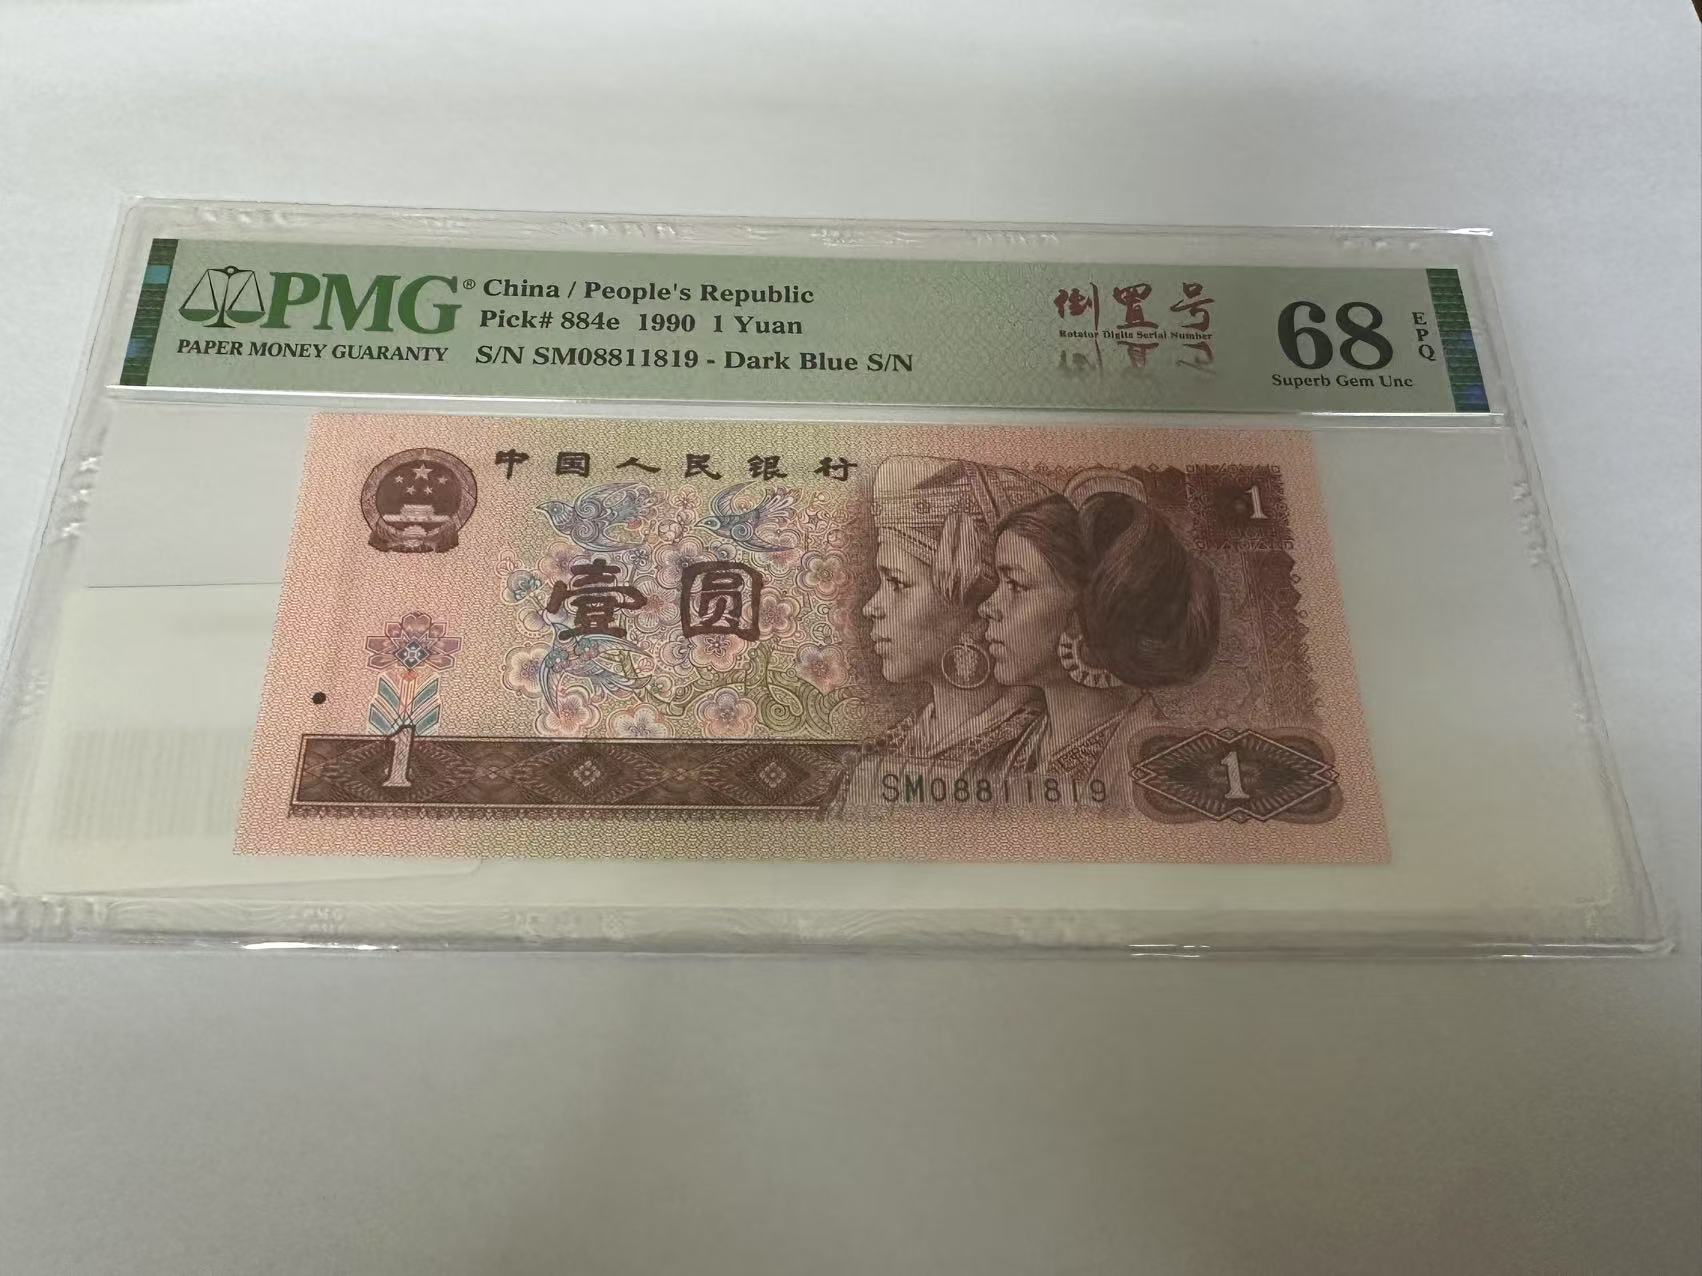 PMG®
PAPER MONEY GUARANTY
China / People's Republic
Pick# 884e 1990 1 Yuan
S/N SM08811819 - Dark Blue S/N
倒置号
Rotator Digits Serial Number
68
EPQ
Superb Gem Unc
中国人民银行
1
壹圆
1
SM08811819
1